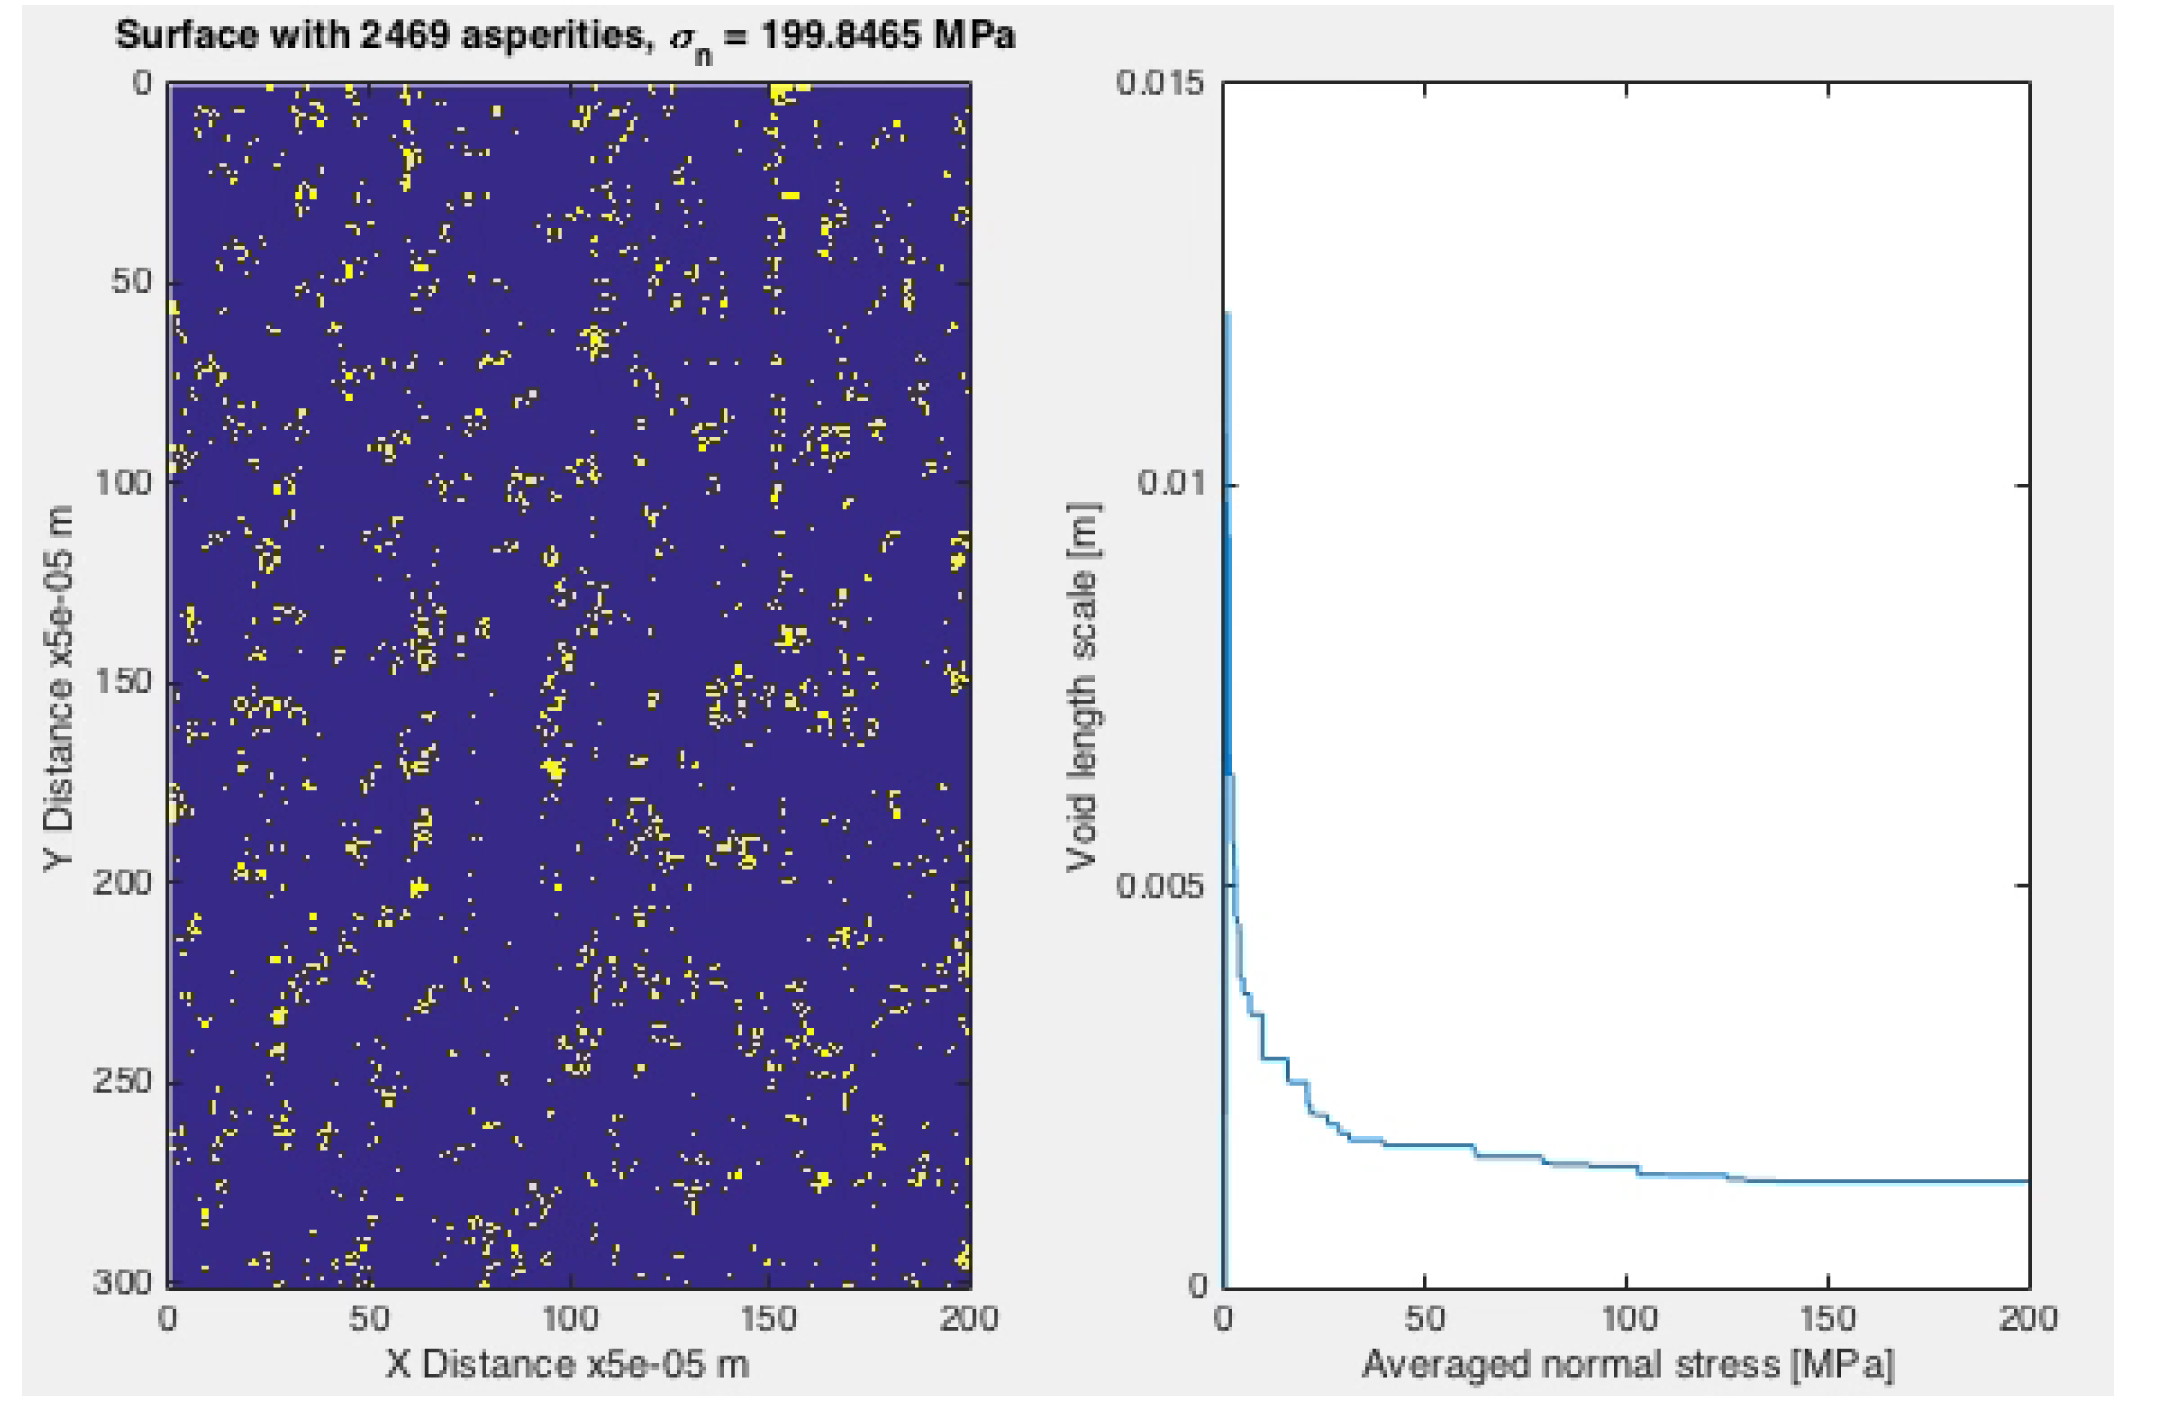 Surface with 2469 asperities, σn = 199.8465 MPa
0
50
100
150
200
250
300
Y Distance x5e-05 m
0 50 100 150 200
X Distance x5e-05 m
0.015
0.01
0.005
0
Void length scale [m]
0 50 100 150 200
Averaged normal stress [MPa]